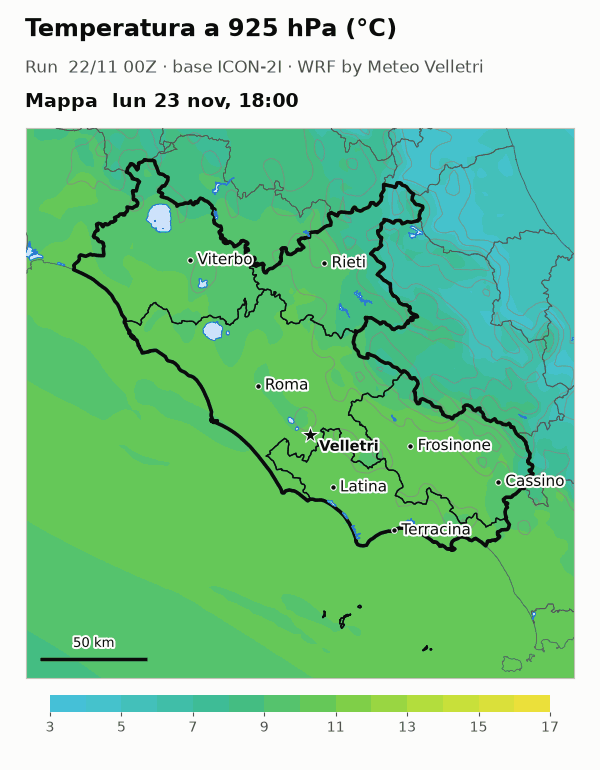 Temperatura a 925 hPa (°C)
Run 22/11 00Z · base ICON-2I · WRF by Meteo Velletri
Mappa lun 23 nov, 18:00
Viterbo
Rieti
Roma
Velletri
Frosinone
Cassino
Latina
Terracina
50 km
3 5 7 9 11 13 15 17